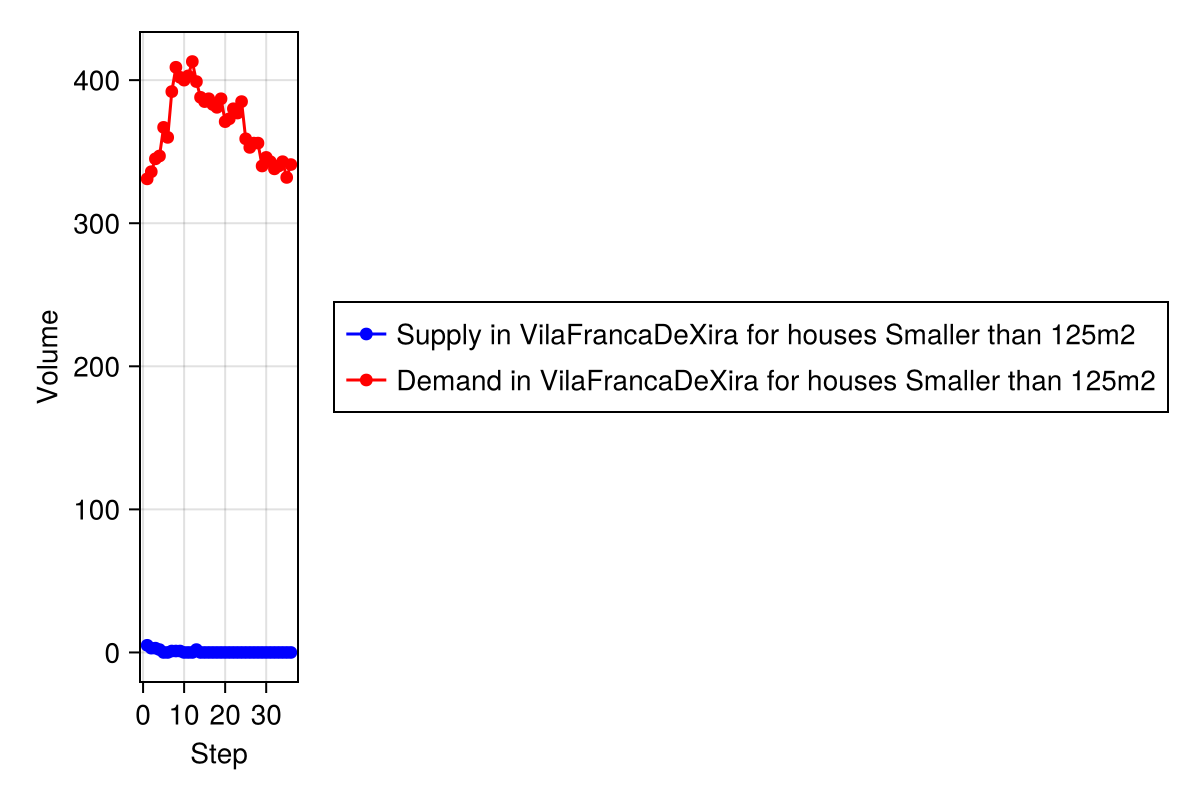 400
300
200
100
0
Volume
0 10 20 30
Step
Supply in VilaFrancaDeXira for houses Smaller than 125m2
Demand in VilaFrancaDeXira for houses Smaller than 125m2